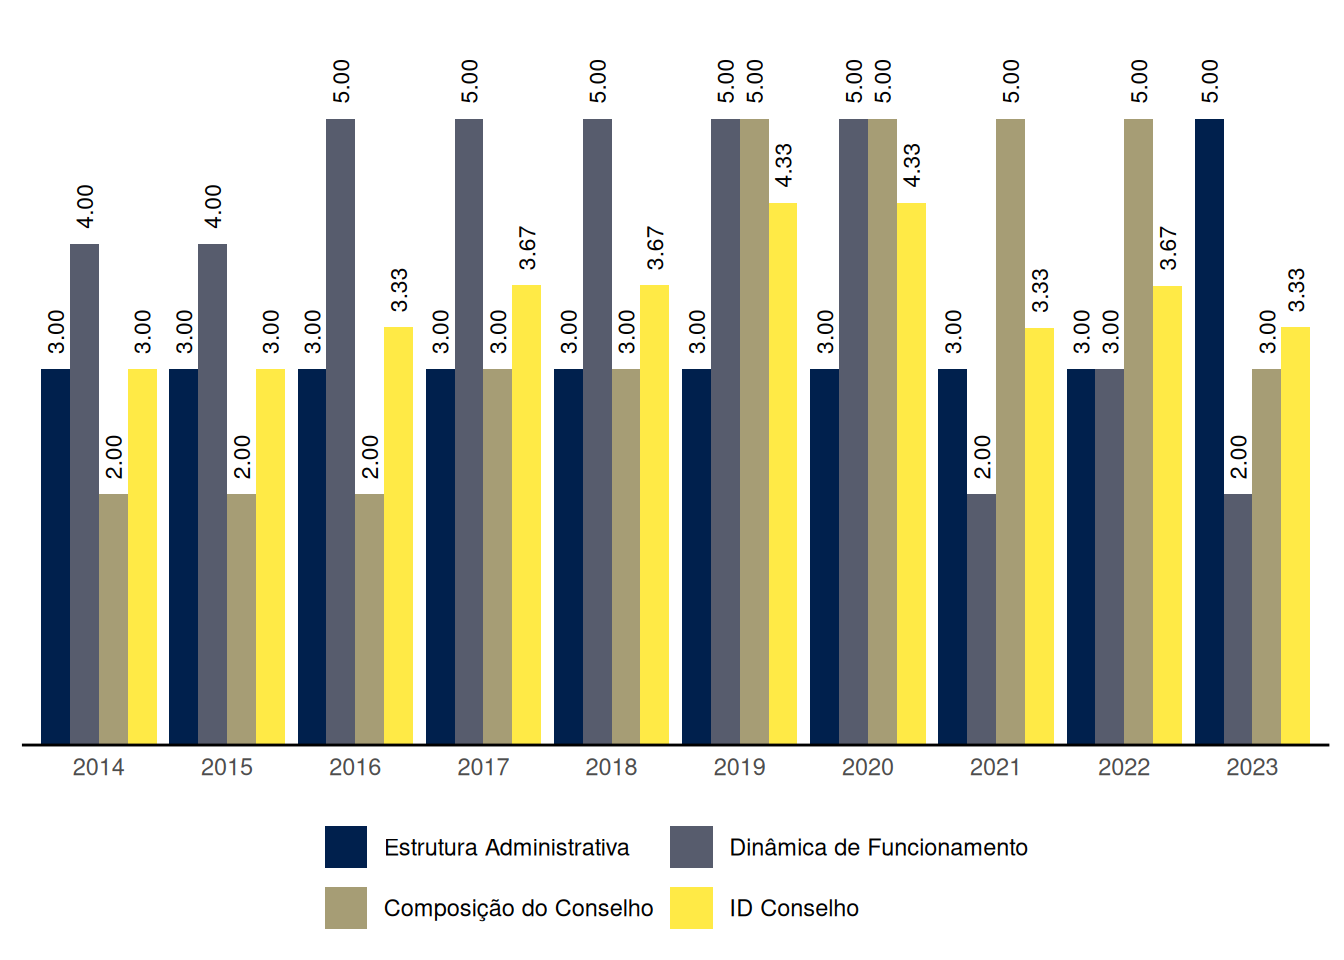 3.00 4.00 2.00 3.00 3.00 4.00 2.00 3.00 3.00 5.00 2.00 3.33 3.00 5.00 3.00 3.67 3.00 5.00 3.00 3.67 3.00 5.00 5.00 4.33 3.00 5.00 5.00 4.33 3.00 2.00 5.00 3.33 3.00 3.00 5.00 3.67 5.00 2.00 3.00 3.33
2014 2015 2016 2017 2018 2019 2020 2021 2022 2023
Estrutura Administrativa Dinâmica de Funcionamento
Composição do Conselho ID Conselho